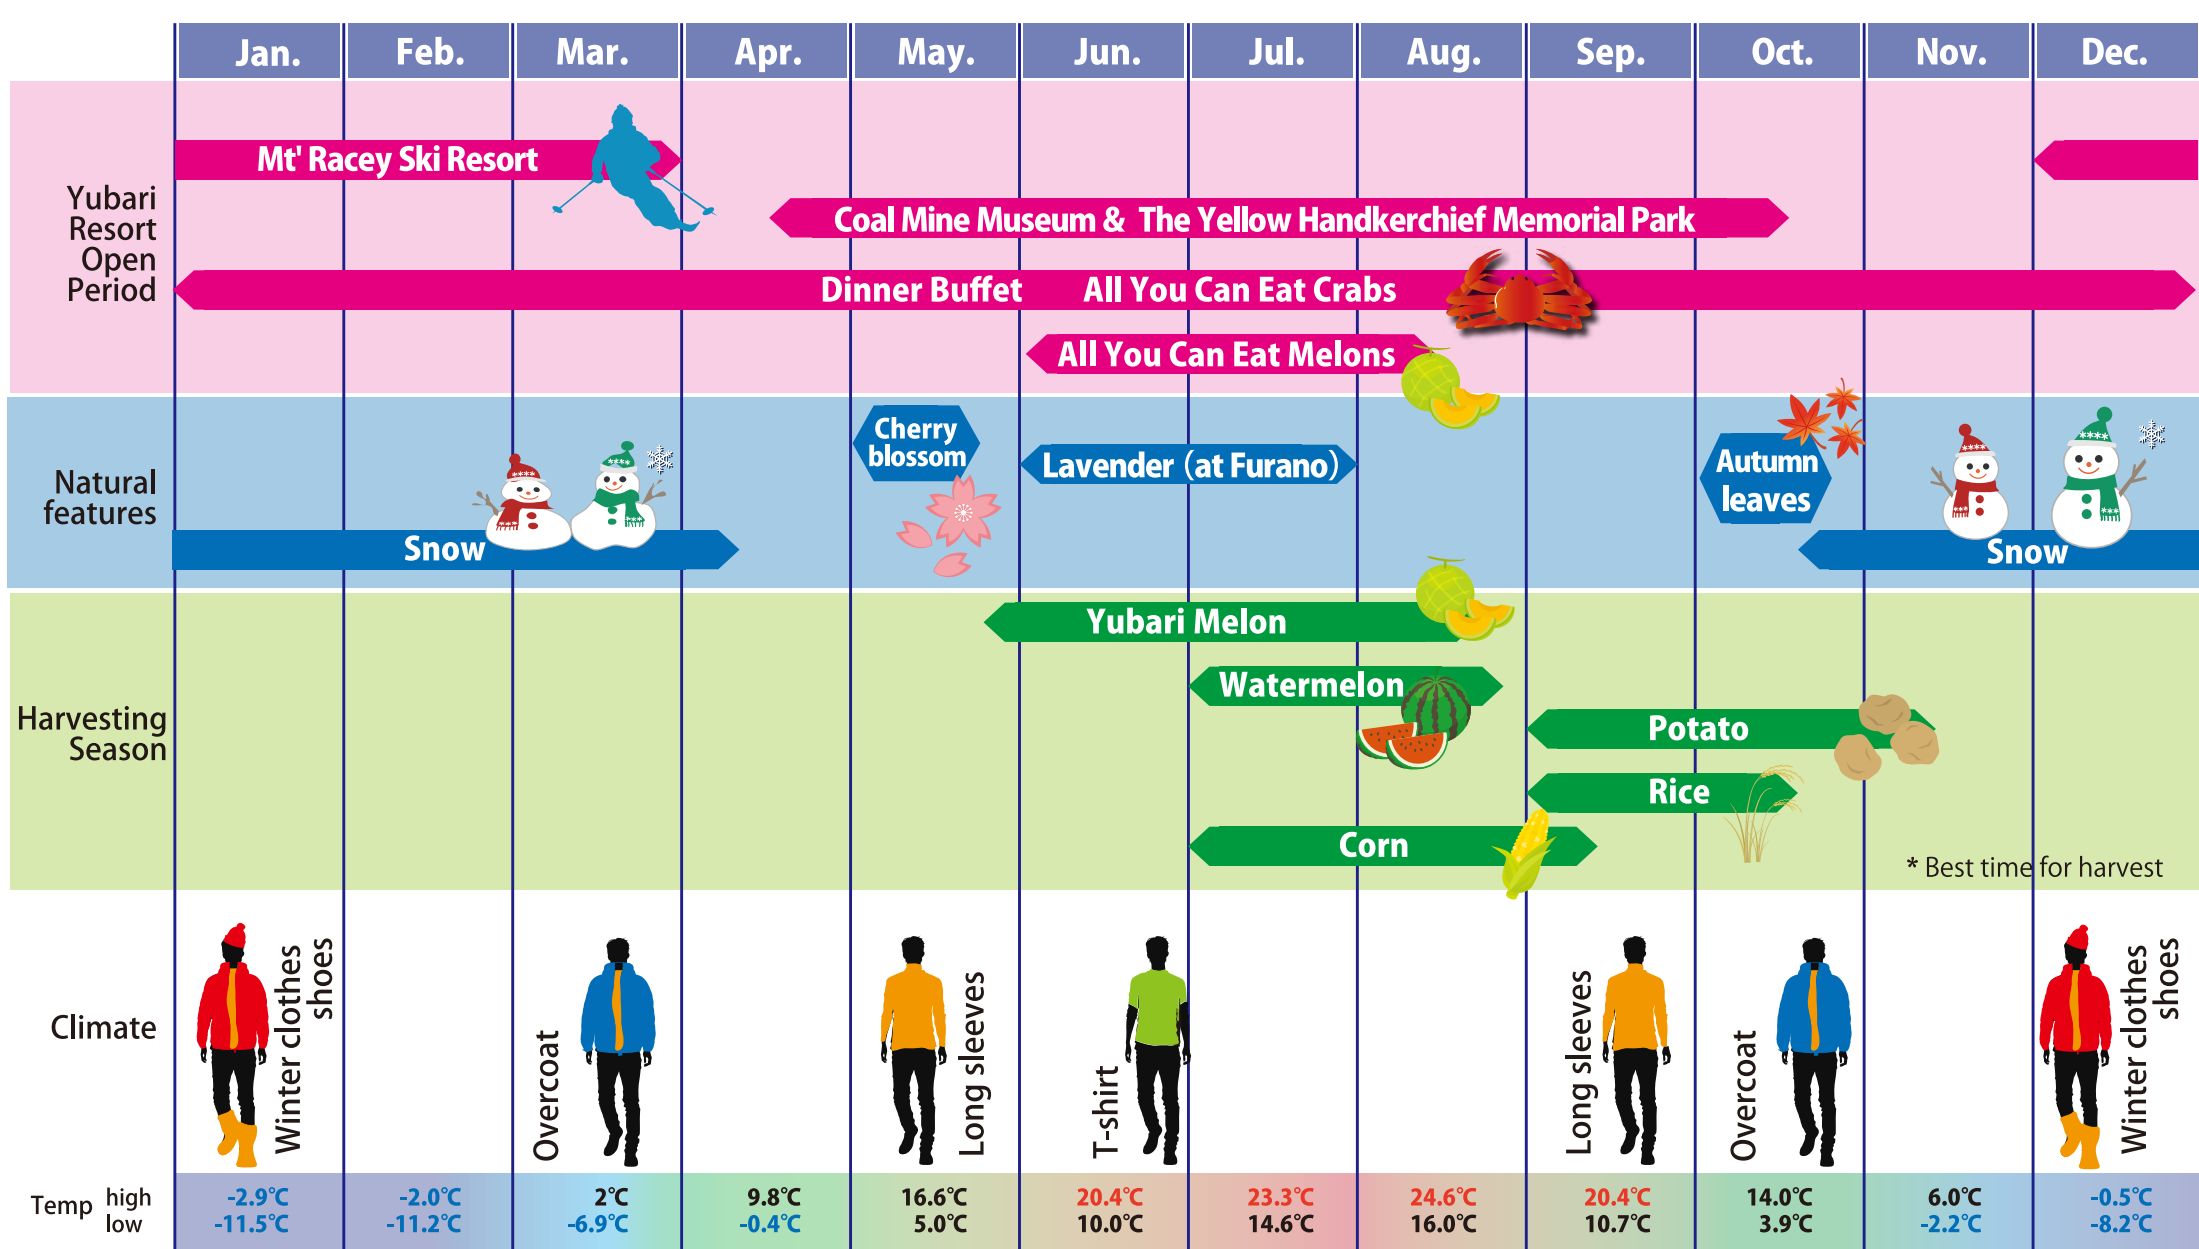 Jan. Feb. Mar. Apr. May. Jun. Jul. Aug. Sep. Oct. Nov. Dec.
Yubari
Resort
Open
Period
Mt' Racey Ski Resort
Coal Mine Museum & The Yellow Handkerchief Memorial Park
Dinner Buffet All You Can Eat Crabs
All You Can Eat Melons
Natural
features
Cherry
blossom
Lavender (at Furano)
Autumn
leaves
Snow
Snow
Harvesting
Season
Yubari Melon
Watermelon
Potato
Rice
Corn
* Best time for harvest
Climate
Winter clothes
shoes
Overcoat
Long sleeves
T-shirt
Long sleeves
Overcoat
Winter clothes
shoes
Temp
high -2.9℃ -2.0℃ 2℃ 9.8℃ 16.6℃ 20.4℃ 23.3℃ 24.6℃ 20.4℃ 14.0℃ 6.0℃ -0.5℃
low -11.5℃ -11.2℃ -6.9℃ -0.4℃ 5.0℃ 10.0℃ 14.6℃ 16.0℃ 10.7℃ 3.9℃ -2.2℃ -8.2℃